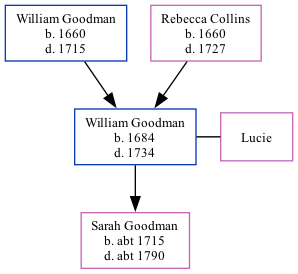 William Goodman
b. 1660
d. 1715
Rebecca Collins
b. 1660
d. 1727
William Goodman
b. 1684
d. 1734
Lucie
Sarah Goodman
b. abt 1715
d. abt 1790